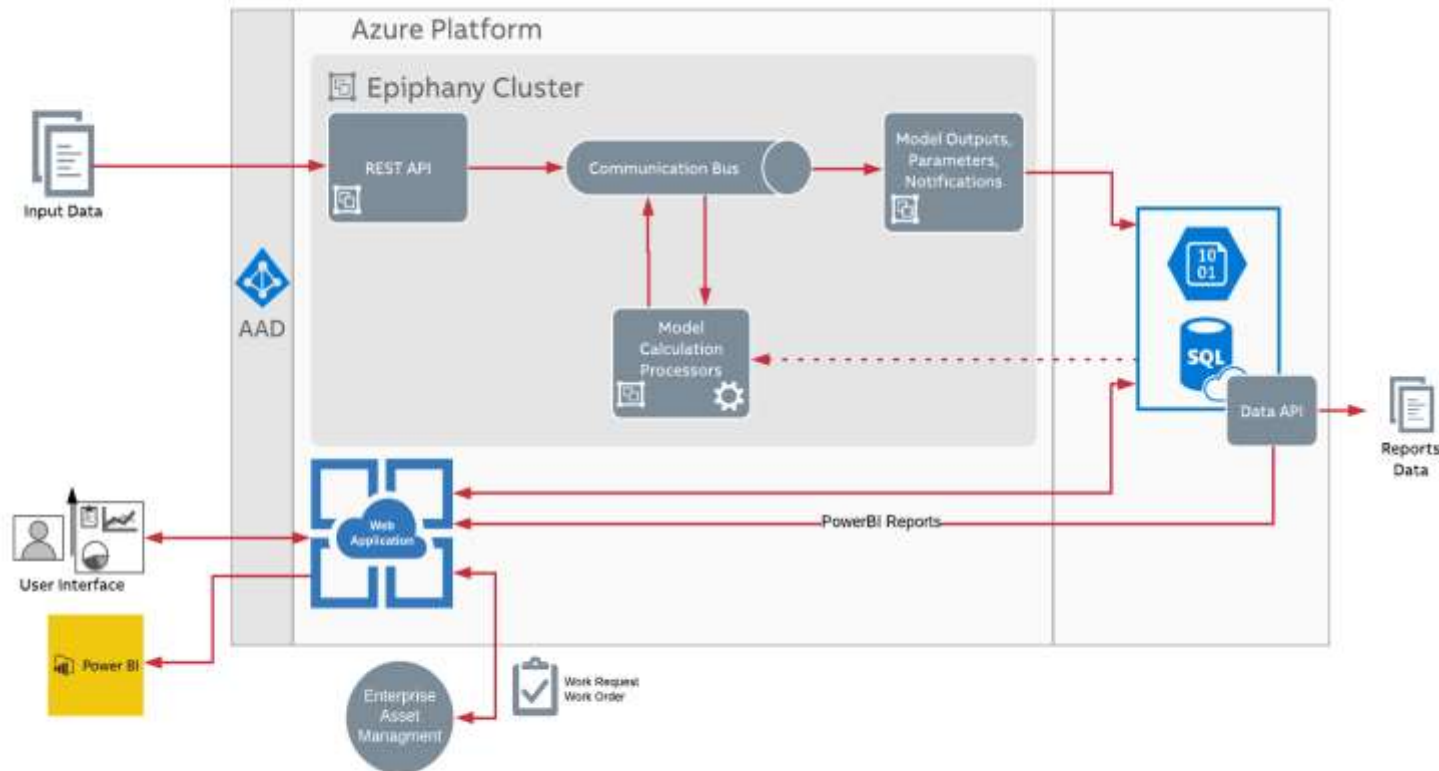 Azure Platform
Epiphany Cluster
Input Data
REST API
Communication Bus
Model Outputs,
Parameters,
Notifications
10
01
AAD
Model
Calculation
Processors
SQL
Data API
Reports
Data
Web
Application
PowerBI Reports
User Interface
Power BI
Enterprise
Asset
Managment
Work Request
Work Order